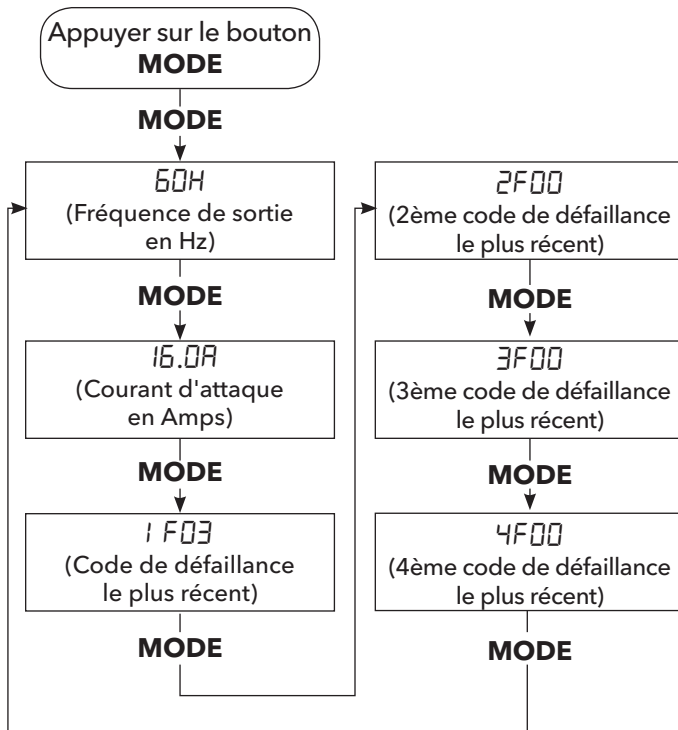 Appuyer sur le bouton
MODE
MODE
60H
(Fréquence de sortie
en Hz)
MODE
16.0A
(Courant d'attaque
en Amps)
MODE
1 F03
(Code de défaillance
le plus récent)
MODE
2F00
(2ème code de défaillance
le plus récent)
MODE
3F00
(3ème code de défaillance
le plus récent)
MODE
4F00
(4ème code de défaillance
le plus récent)
MODE